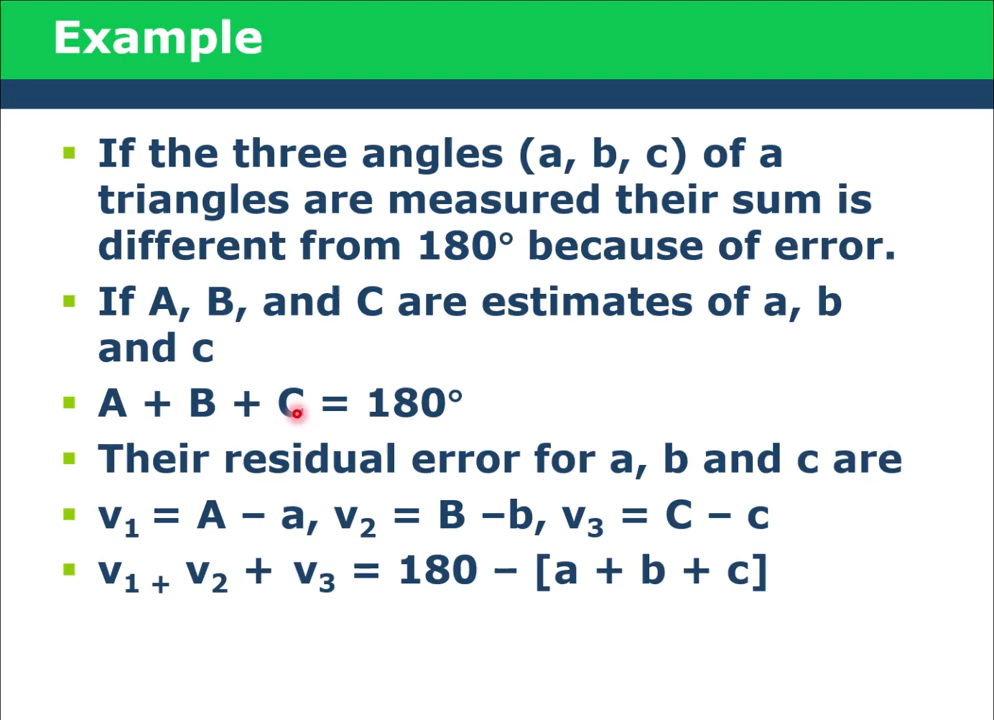 Example
▪ If the three angles (a, b, c) of a
triangles are measured their sum is
different from 180° because of error.
▪ If A, B, and C are estimates of a, b
and c
▪ A + B + C = 180°
▪ Their residual error for a, b and c are
▪ v₁ = A – a, v₂ = B –b, v₃ = C – c
▪ v₁ ₊ v₂ + v₃ = 180 – [a + b + c]